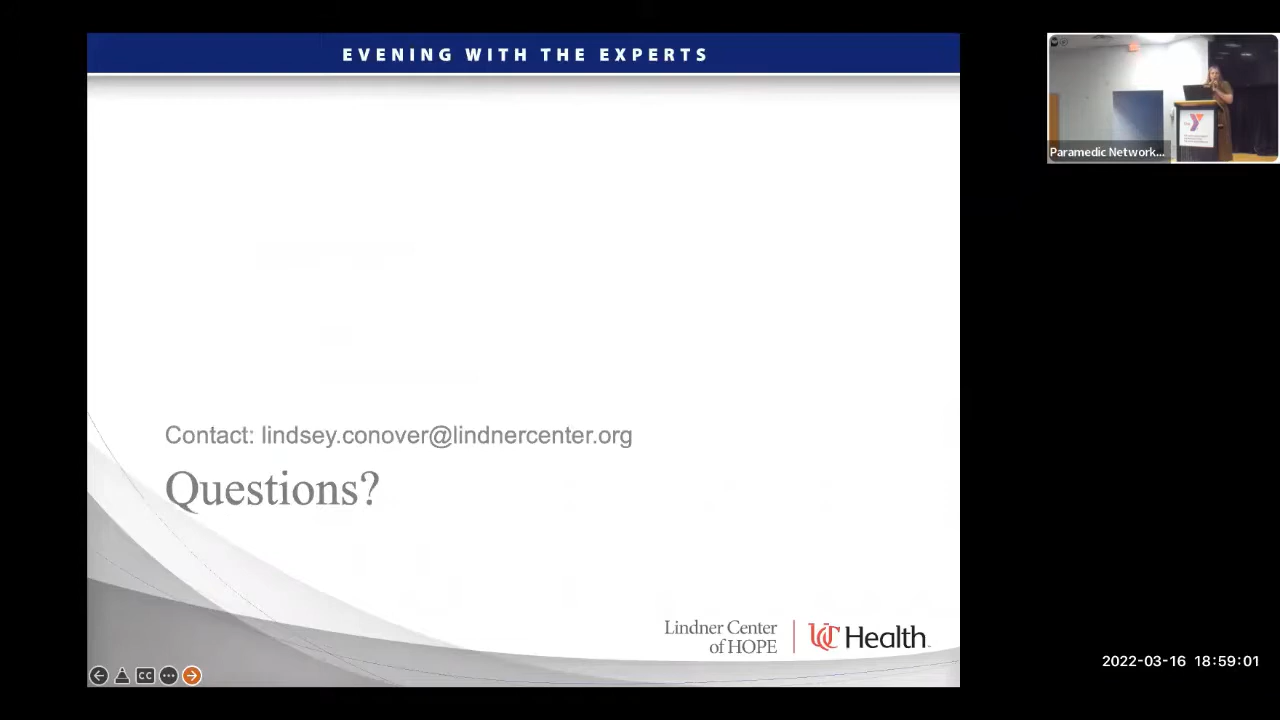 EVENING WITH THE EXPERTS
Paramedic Network...
Contact: lindsey.conover@lindnercenter.org
Questions?
Lindner Center
of HOPE
UC Health
CC
2022-03-16 18:59:01